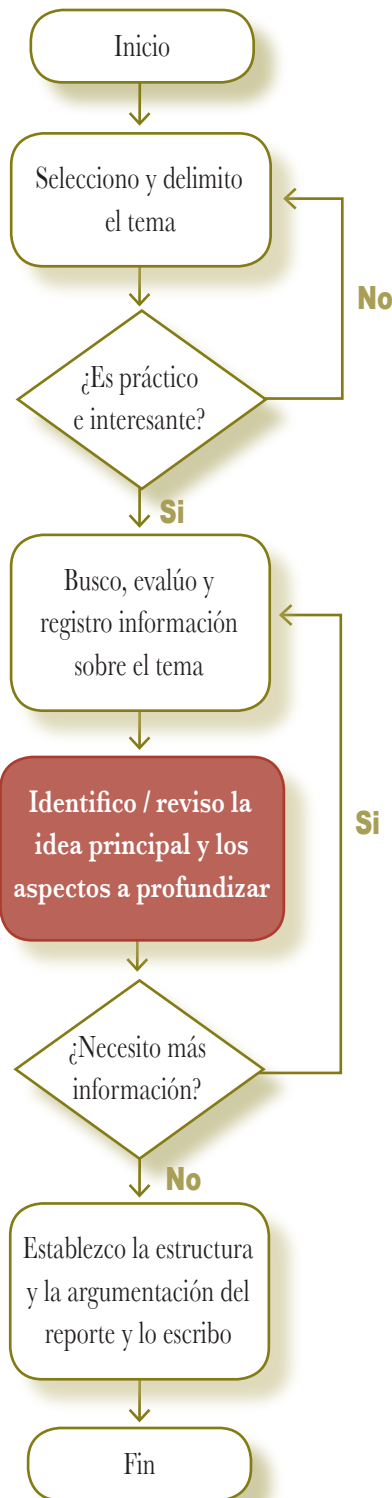 Inicio
Selecciono y delimito
el tema
No
¿Es práctico
e interesante?
Si
Busco, evalúo y
registro información
sobre el tema
Identifico / reviso la
idea principal y los
aspectos a profundizar
Si
¿Necesito más
información?
No
Establezco la estructura
y la argumentación del
reporte y lo escribo
Fin